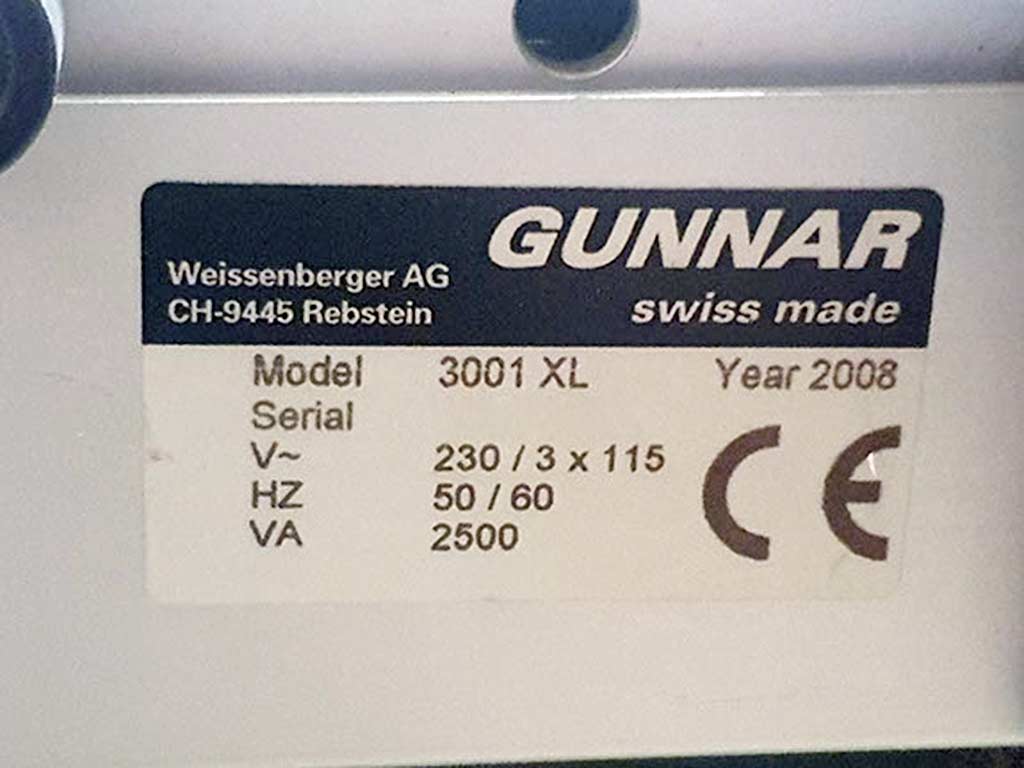 GUNNAR
Weissenberger AG
CH-9445 Rebstein
swiss made
Model 3001 XL Year 2008
Serial
V~ 230 / 3 x 115
HZ 50 / 60
VA 2500
CE